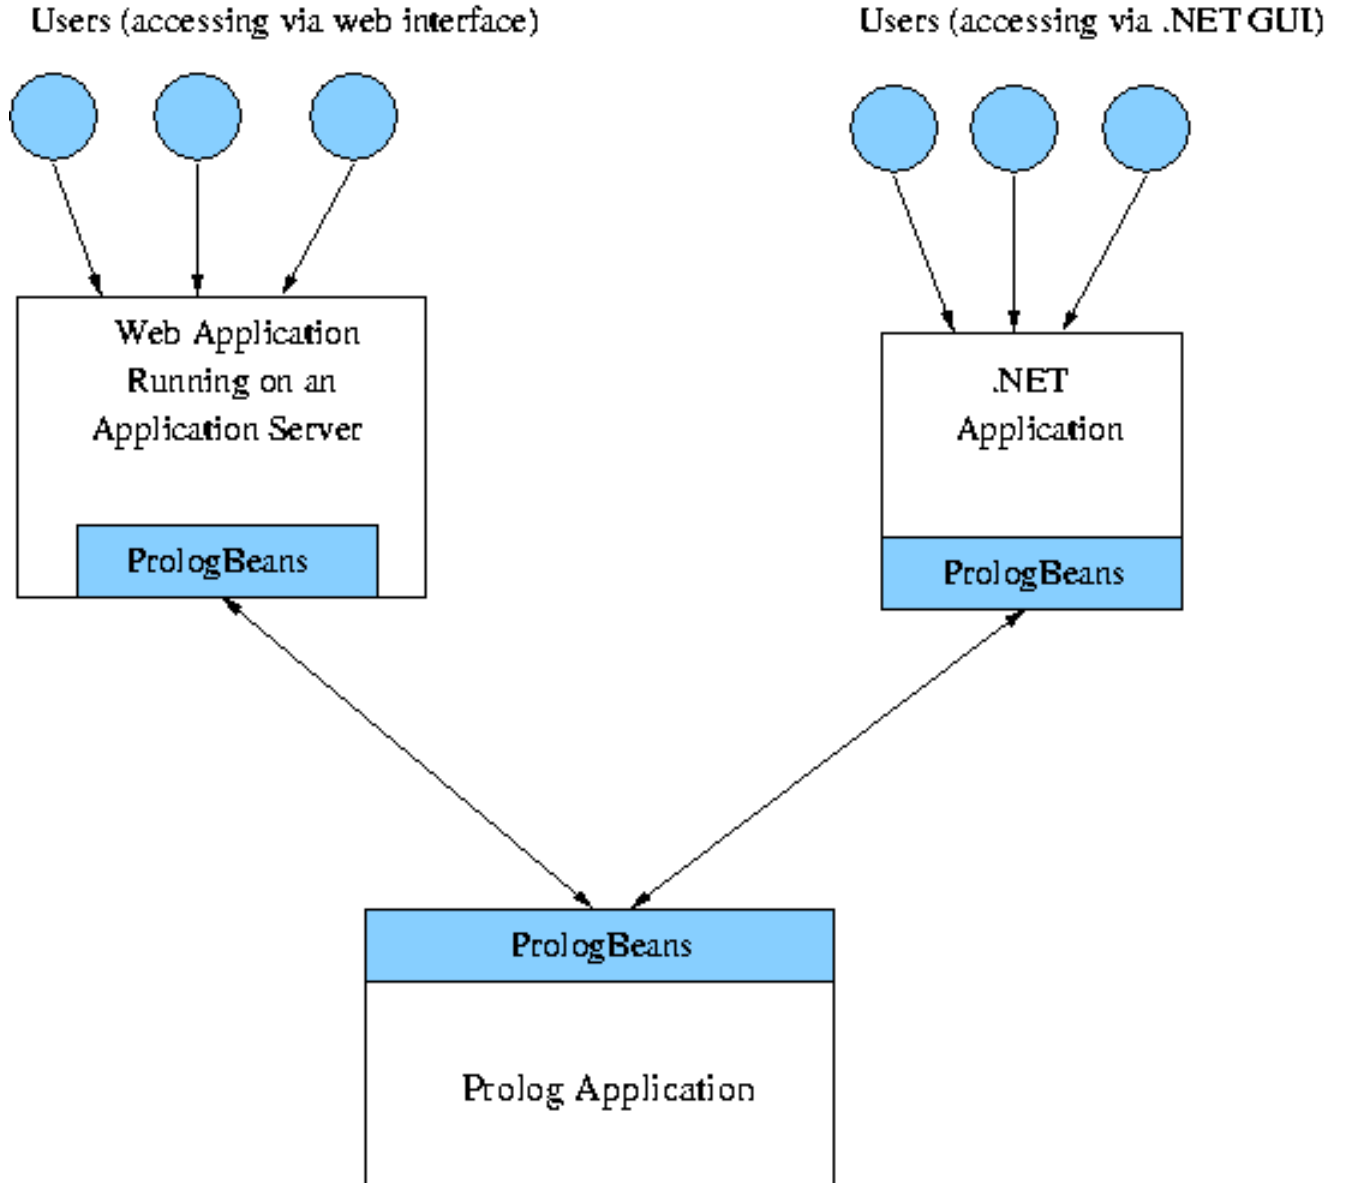 Users (accessing via web interface)
Users (accessing via .NET GUI)
Web Application
Running on an
Application Server
PrologBeans
.NET
Application
PrologBeans
PrologBeans
Prolog Application